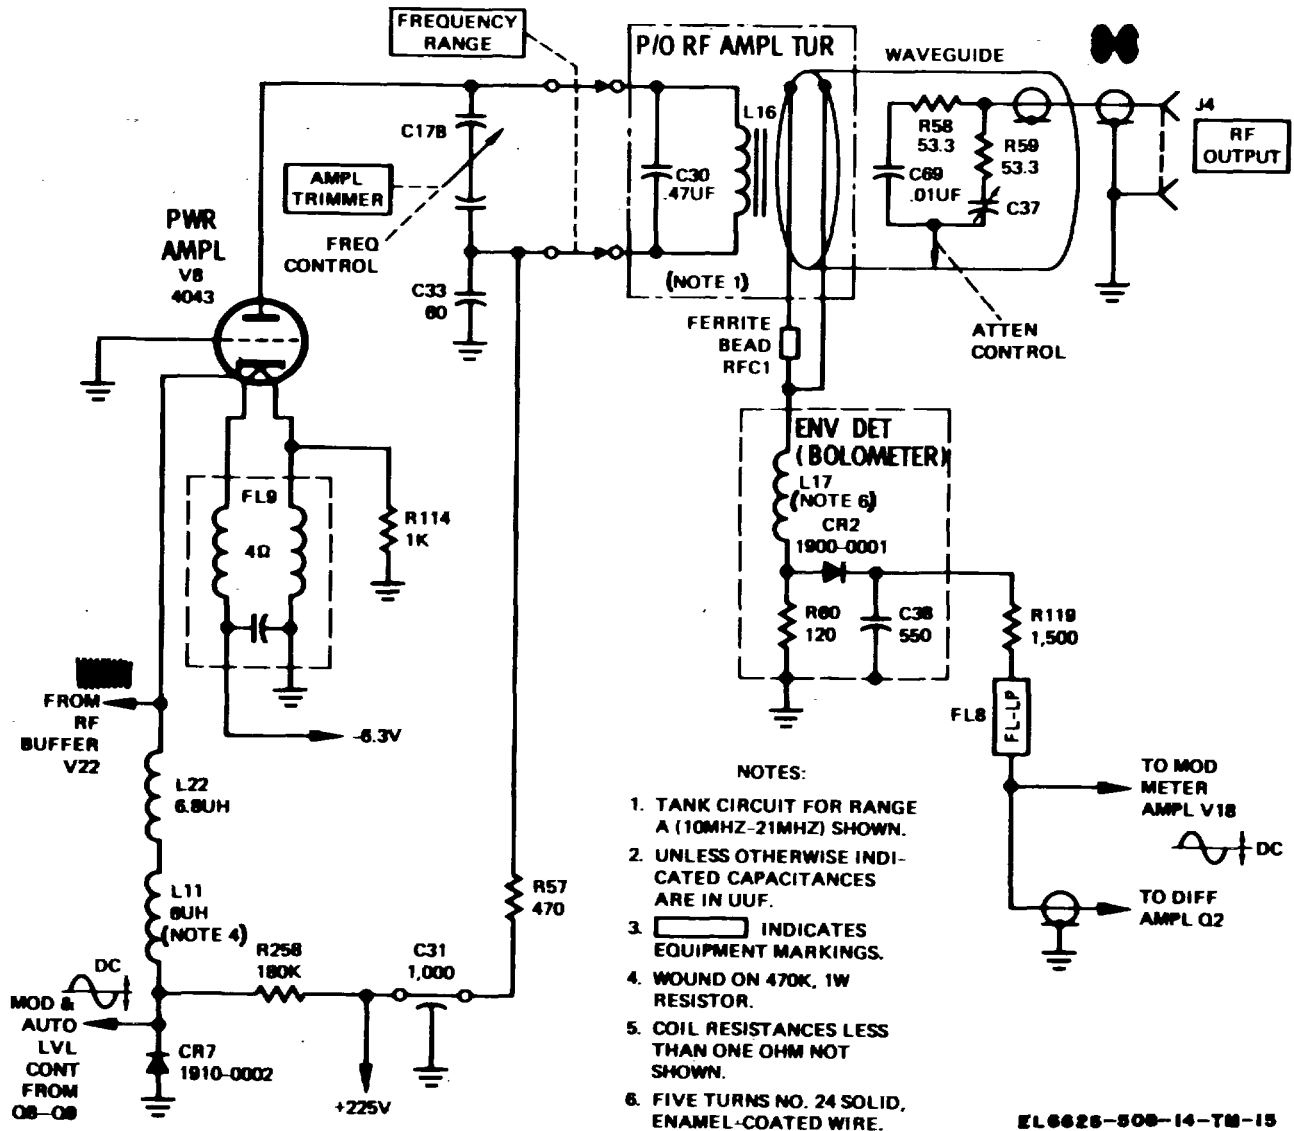 FREQUENCY
RANGE
P/O RF AMPL TUR
WAVEGUIDE
C17B
AMPL
TRIMMER
FREQ
CONTROL
C33
60
C30
.47UF
L16
(NOTE 1)
R58
53.3
R59
53.3
C69
.01UF
C37
J4
RF
OUTPUT
ATTEN
CONTROL
PWR
AMPL
V8
4043
FERRITE
BEAD
RFC1
ENV DET
(BOLOMETER)
L17
(NOTE 6)
CR2
1900-0001
R60
120
C38
550
R119
1,500
FL8
FL-LP
FL9
4Ω
R114
1K
-6.3V
FROM
RF
BUFFER
V22
L22
6.8UH
L11
8UH
(NOTE 4)
R57
470
R258
180K
C31
1,000
DC
MOD &
AUTO
LVL
CONT
FROM
Q8-Q9
CR7
1910-0002
+225V
TO MOD
METER
AMPL V18
DC
TO DIFF
AMPL Q2
NOTES:
1. TANK CIRCUIT FOR RANGE
A (10MHZ-21MHZ) SHOWN.
2. UNLESS OTHERWISE INDI-
CATED CAPACITANCES
ARE IN UUF.
3. INDICATES
EQUIPMENT MARKINGS.
4. WOUND ON 470K, 1W
RESISTOR.
5. COIL RESISTANCES LESS
THAN ONE OHM NOT
SHOWN.
6. FIVE TURNS NO. 24 SOLID,
ENAMEL-COATED WIRE.
EL6625-508-14-TM-15